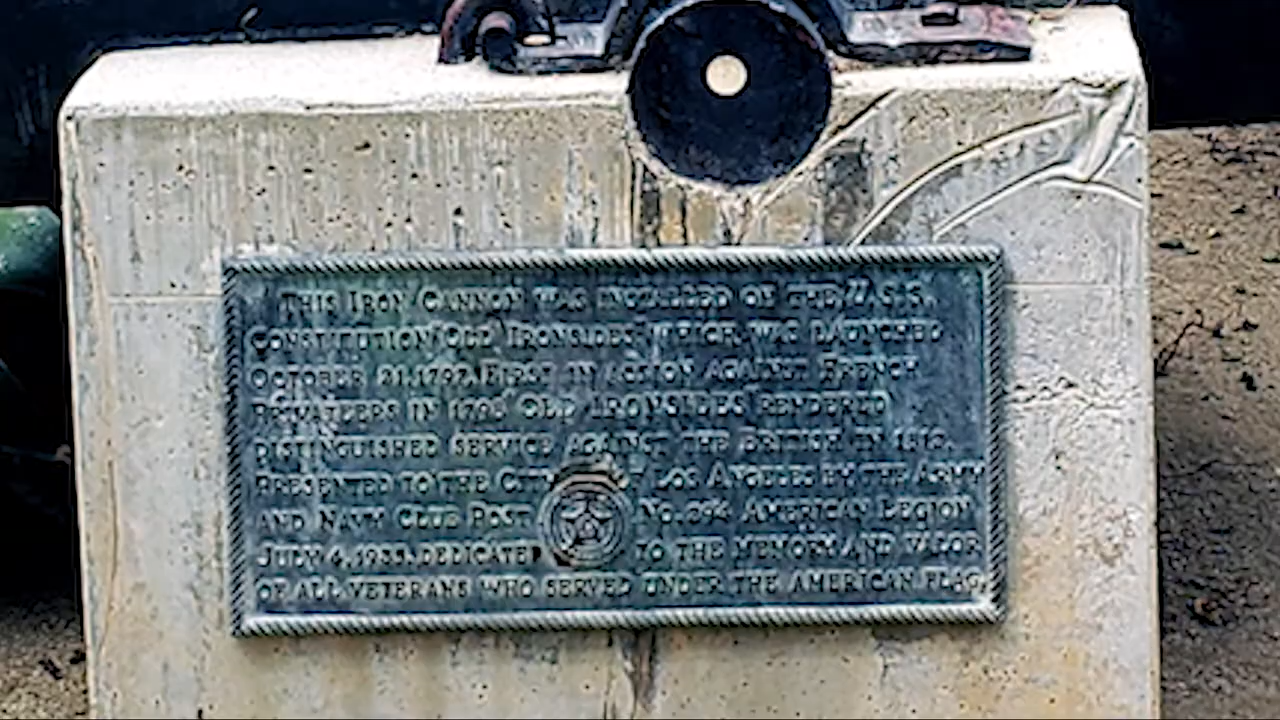 THIS IRON CANNON WAS INSTALLED ON THE U.S.S.
CONSTITUTION "OLD IRONSIDES" WHICH WAS LAUNCHED
OCTOBER 21, 1797. FIRST IN ACTION AGAINST FRENCH
PRIVATEERS IN 1798 "OLD IRONSIDES" RENDERED
DISTINGUISHED SERVICE AGAINST THE BRITISH IN 1812.
PRESENTED TO THE CITY OF LOS ANGELES BY THE ARMY
AND NAVY CLUB POST NO. 394 AMERICAN LEGION
JULY 4, DEDICATED TO THE MEMORY AND VALOR
OF ALL VETERANS WHO SERVED UNDER THE AMERICAN FLAG.